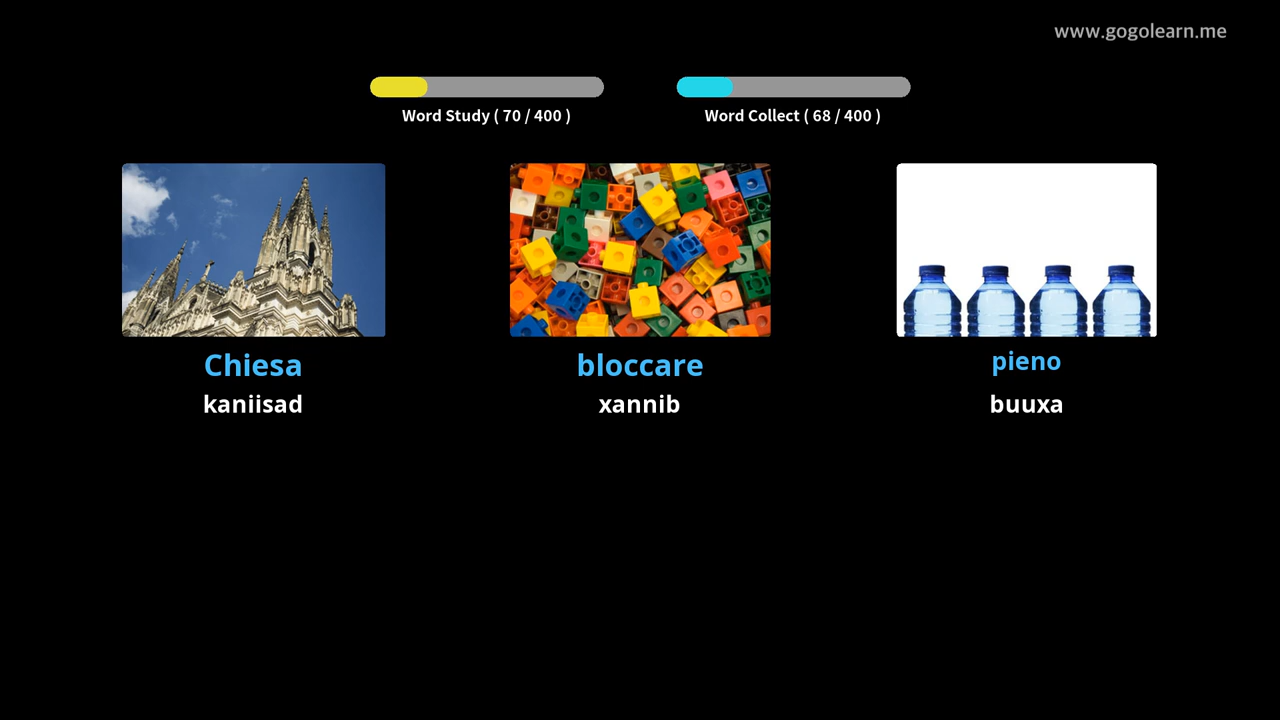 www.gogolearn.me
Word Study ( 70 / 400 )
Word Collect ( 68 / 400 )
Chiesa
kaniisad
bloccare
xannib
pieno
buuxa